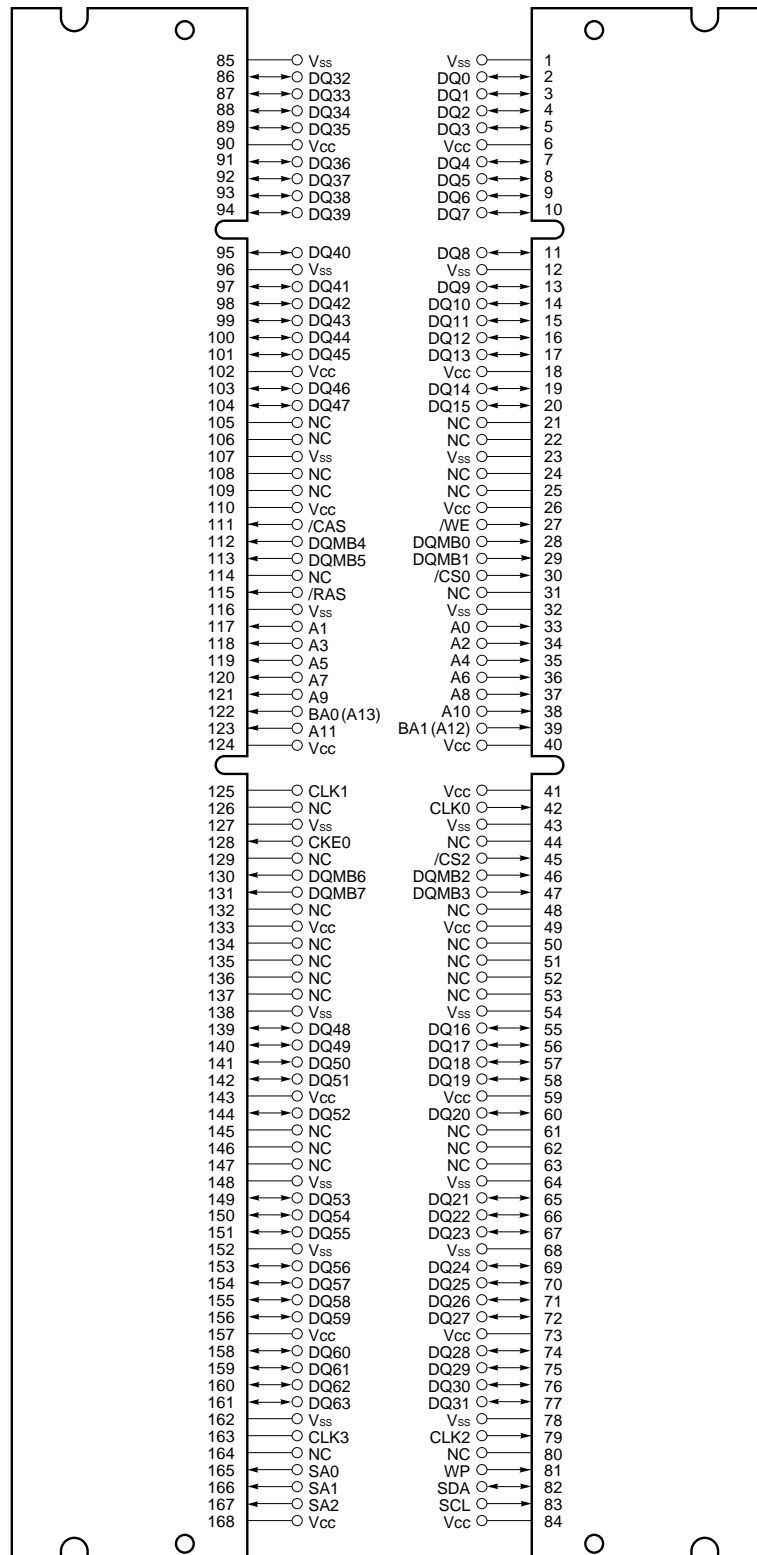 85 Vss Vss 1
86 DQ32 DQ0 2
87 DQ33 DQ1 3
88 DQ34 DQ2 4
89 DQ35 DQ3 5
90 Vcc Vcc 6
91 DQ36 DQ4 7
92 DQ37 DQ5 8
93 DQ38 DQ6 9
94 DQ39 DQ7 10
95 DQ40 DQ8 11
96 Vss Vss 12
97 DQ41 DQ9 13
98 DQ42 DQ10 14
99 DQ43 DQ11 15
100 DQ44 DQ12 16
101 DQ45 DQ13 17
102 Vcc Vcc 18
103 DQ46 DQ14 19
104 DQ47 DQ15 20
105 NC NC 21
106 NC NC 22
107 Vss Vss 23
108 NC NC 24
109 NC NC 25
110 Vcc Vcc 26
111 /CAS /WE 27
112 DQMB4 DQMB0 28
113 DQMB5 DQMB1 29
114 NC /CS0 30
115 /RAS NC 31
116 Vss Vss 32
117 A1 A0 33
118 A3 A2 34
119 A5 A4 35
120 A7 A6 36
121 A9 A8 37
122 BA0 (A13) A10 38
123 A11 BA1 (A12) 39
124 Vcc Vcc 40
125 CLK1 Vcc 41
126 NC CLK0 42
127 Vss Vss 43
128 CKE0 NC 44
129 NC /CS2 45
130 DQMB6 DQMB2 46
131 DQMB7 DQMB3 47
132 NC NC 48
133 Vcc Vcc 49
134 NC NC 50
135 NC NC 51
136 NC NC 52
137 NC NC 53
138 Vss Vss 54
139 DQ48 DQ16 55
140 DQ49 DQ17 56
141 DQ50 DQ18 57
142 DQ51 DQ19 58
143 Vcc Vcc 59
144 DQ52 DQ20 60
145 NC NC 61
146 NC NC 62
147 NC NC 63
148 Vss Vss 64
149 DQ53 DQ21 65
150 DQ54 DQ22 66
151 DQ55 DQ23 67
152 Vss Vss 68
153 DQ56 DQ24 69
154 DQ57 DQ25 70
155 DQ58 DQ26 71
156 DQ59 DQ27 72
157 Vcc Vcc 73
158 DQ60 DQ28 74
159 DQ61 DQ29 75
160 DQ62 DQ30 76
161 DQ63 DQ31 77
162 Vss Vss 78
163 CLK3 CLK2 79
164 NC NC 80
165 SA0 WP 81
166 SA1 SDA 82
167 SA2 SCL 83
168 Vcc Vcc 84